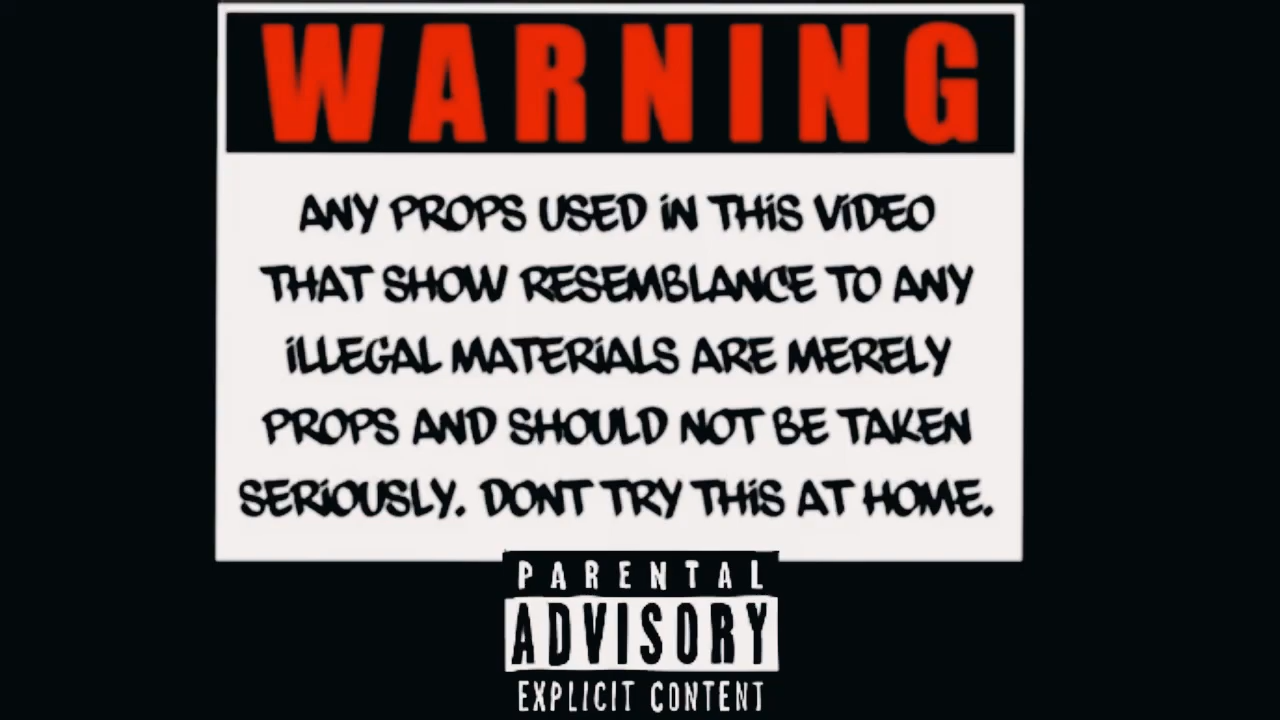 WARNING
ANY PROPS USED iN THiS ViDEO
THAT SHOW RESEMBLANCE TO ANY
iLLEGAL MATERiALS ARE MERELY
PROPS AND SHOULD NOT BE TAKEN
SERiOUSLY. DONT TRY THiS AT HOME.
PARENTAL
ADVISORY
EXPLICIT CONTENT